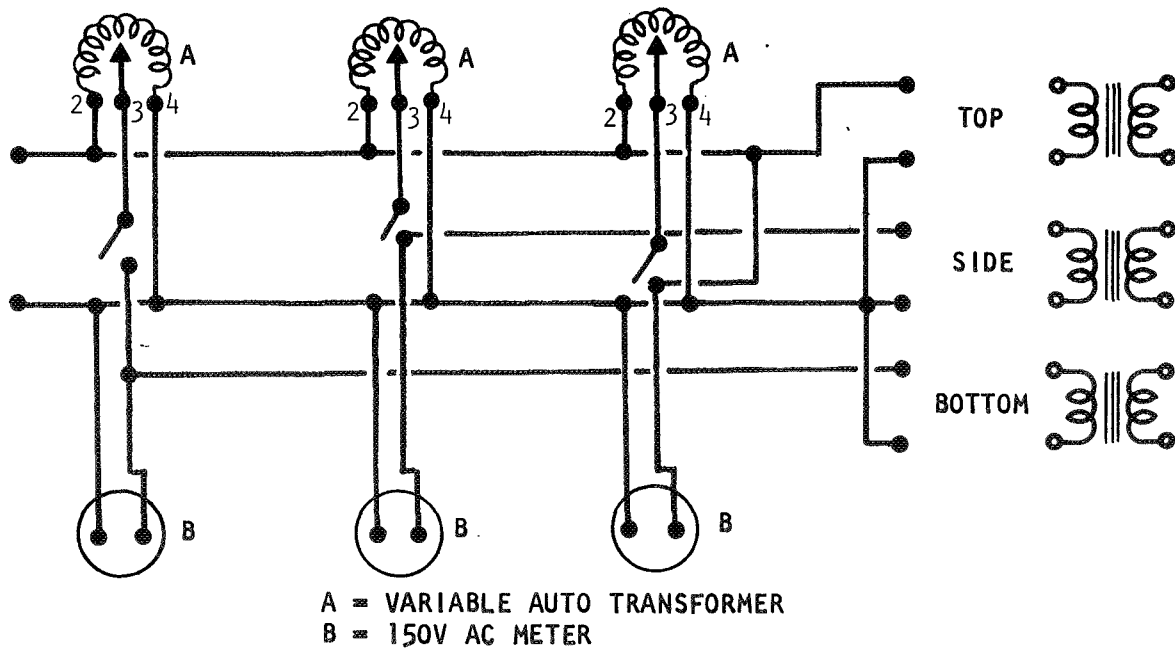 A
A
A
2 3 4
2 3 4
2 3 4
TOP
SIDE
BOTTOM
B
B
B
A = VARIABLE AUTO TRANSFORMER
B = 150V AC METER